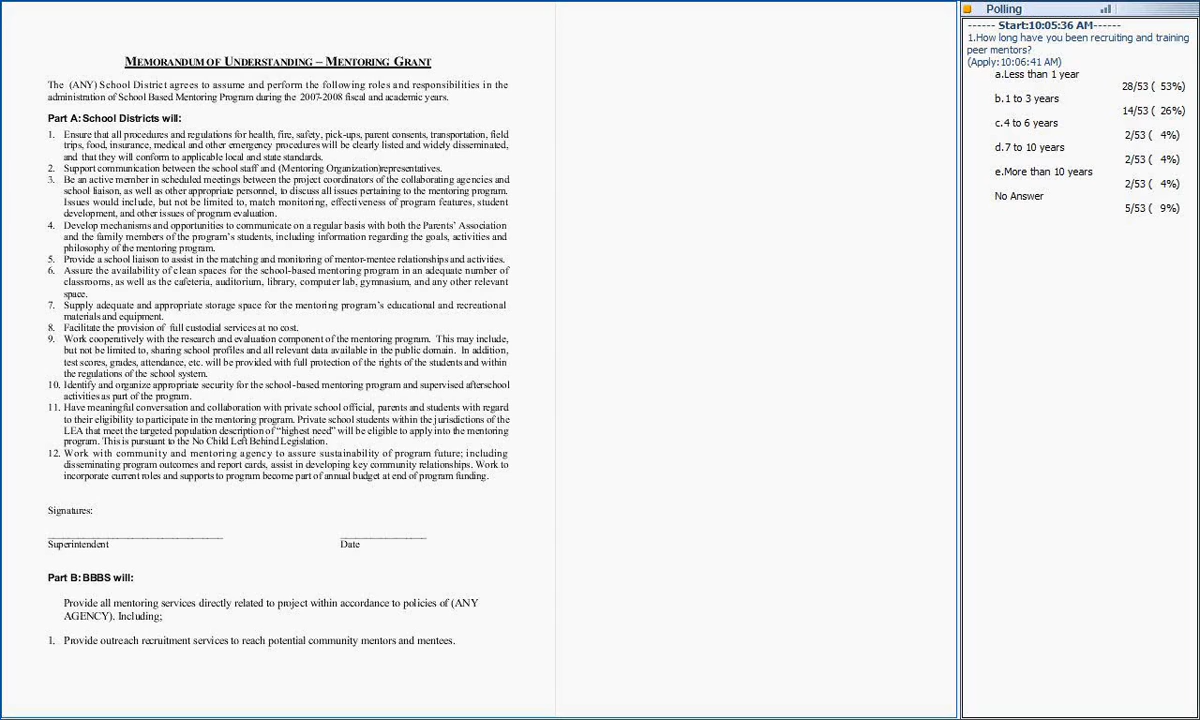 MEMORANDUM OF UNDERSTANDING – MENTORING GRANT
The (ANY) School District agrees to assume and perform the following roles and responsibilities in the
administration of School Based Mentoring Program during the 2007-2008 fiscal and academic years.
Part A: School Districts will:
1. Ensure that all procedures and regulations for health, fire, safety, pick-ups, parent consents, transportation, field
trips, food, insurance, medical and other emergency procedures will be clearly listed and widely disseminated,
and that they will conform to applicable local and state standards.
2. Support communication between the school staff and (Mentoring Organization)representatives.
3. Be an active member in scheduled meetings between the project coordinators of the collaborating agencies and
school liaison, as well as other appropriate personnel, to discuss all issues pertaining to the mentoring program.
Issues would include, but not be limited to, match monitoring, effectiveness of program features, student
development, and other issues of program evaluation.
4. Develop mechanisms and opportunities to communicate on a regular basis with both the Parents' Association
and the family members of the program's students, including information regarding the goals, activities and
philosophy of the mentoring program.
5. Provide a school liaison to assist in the matching and monitoring of mentor-mentee relationships and activities.
6. Assure the availability of clean spaces for the school-based mentoring program in an adequate number of
classrooms, as well as the cafeteria, auditorium, library, computer lab, gymnasium, and any other relevant
space.
7. Supply adequate and appropriate storage space for the mentoring program's educational and recreational
materials and equipment.
8. Facilitate the provision of full custodial services at no cost.
9. Work cooperatively with the research and evaluation component of the mentoring program. This may include,
but not be limited to, sharing school profiles and all relevant data available in the public domain. In addition,
test scores, grades, attendance, etc. will be provided with full protection of the rights of the students and within
the regulations of the school system.
10. Identify and organize appropriate security for the school-based mentoring program and supervised afterschool
activities as part of the program.
11. Have meaningful conversation and collaboration with private school official, parents and students with regard
to their eligibility to participate in the mentoring program. Private school students within the jurisdictions of the
LEA that meet the targeted population description of "highest need" will be eligible to apply into the mentoring
program. This is pursuant to the No Child Left Behind Legislation.
12. Work with community and mentoring agency to assure sustainability of program future; including
disseminating program outcomes and report cards, assist in developing key community relationships. Work to
incorporate current roles and supports to program become part of annual budget at end of program funding.
Signatures:
Superintendent Date
Part B: BBBS will:
Provide all mentoring services directly related to project within accordance to policies of (ANY
AGENCY). Including;
1. Provide outreach recruitment services to reach potential community mentors and mentees.
Polling
------ Start:10:05:36 AM------
1.How long have you been recruiting and training
peer mentors?
(Apply:10:06:41 AM)
a.Less than 1 year
28/53 ( 53%)
b.1 to 3 years
14/53 ( 26%)
c.4 to 6 years
2/53 ( 4%)
d.7 to 10 years
2/53 ( 4%)
e.More than 10 years
2/53 ( 4%)
No Answer
5/53 ( 9%)